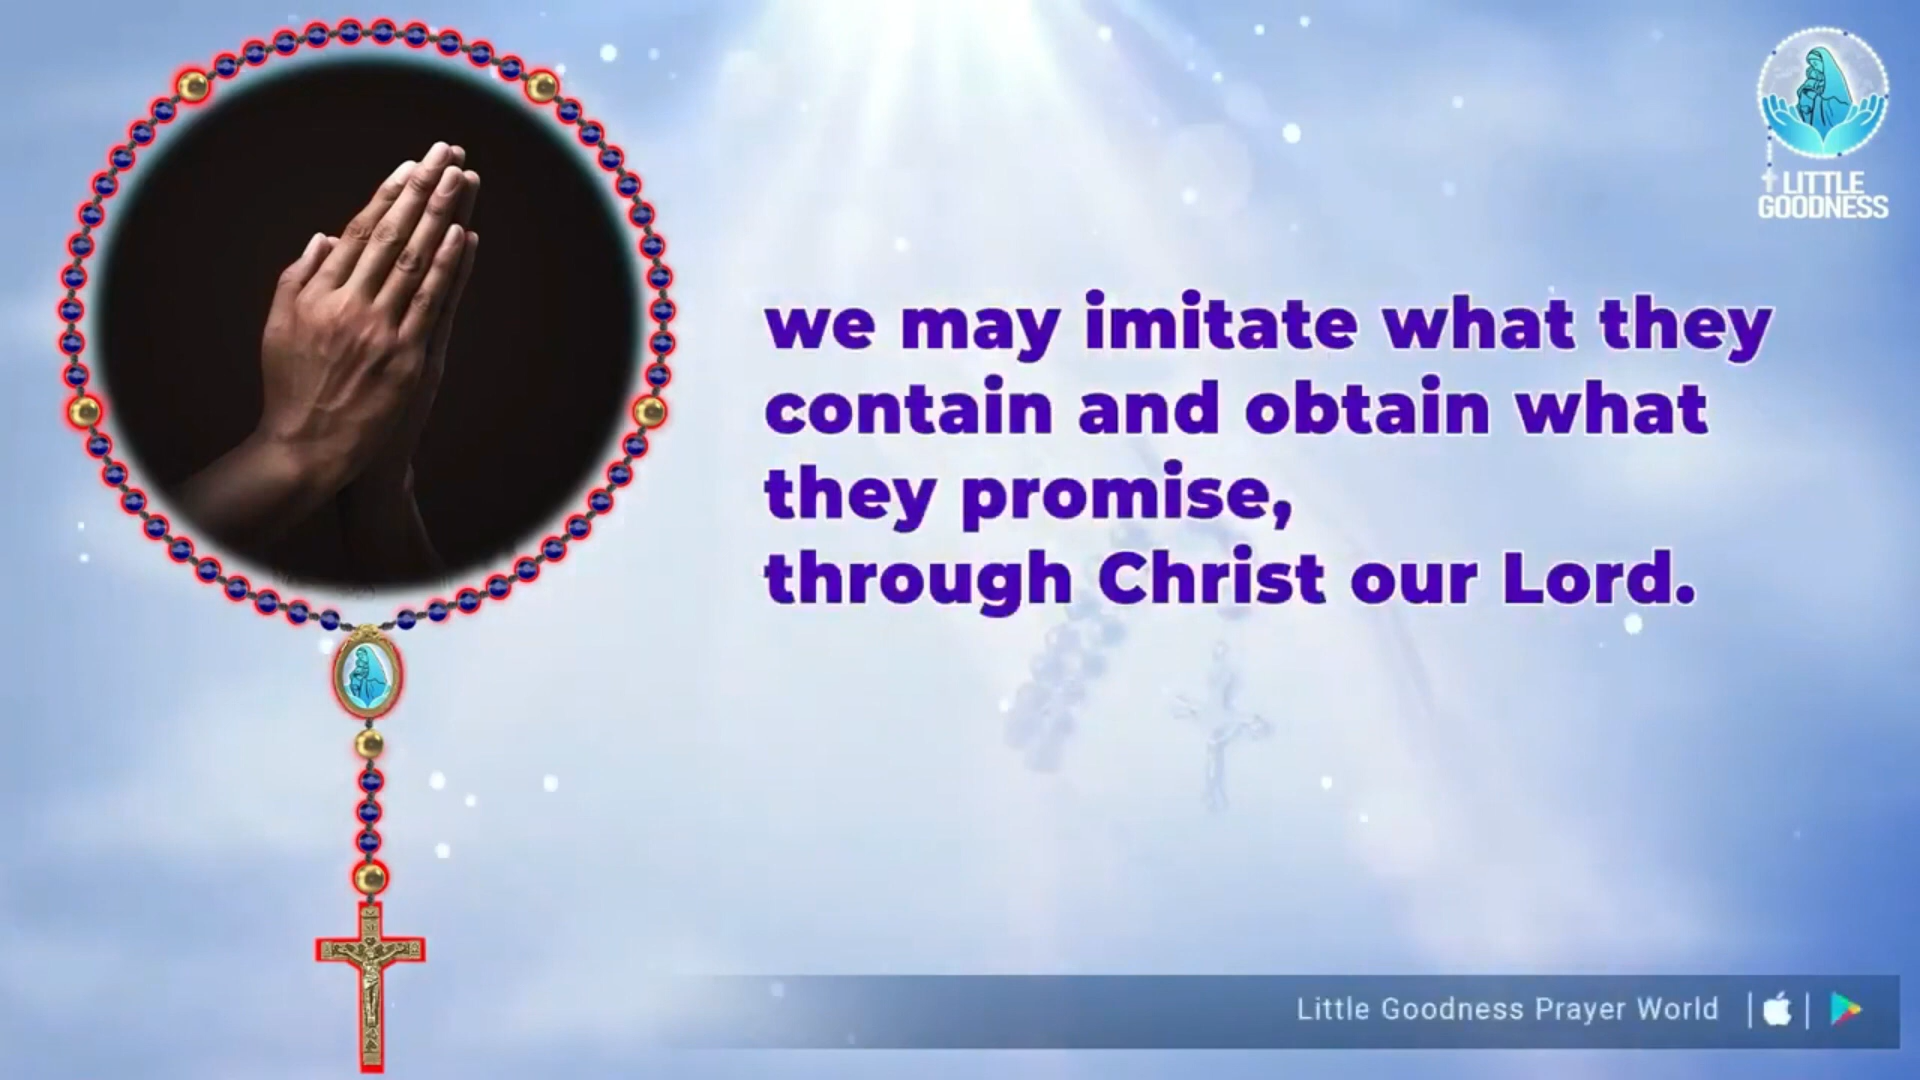 LITTLE
GOODNESS
we may imitate what they
contain and obtain what
they promise,
through Christ our Lord.
Little Goodness Prayer World